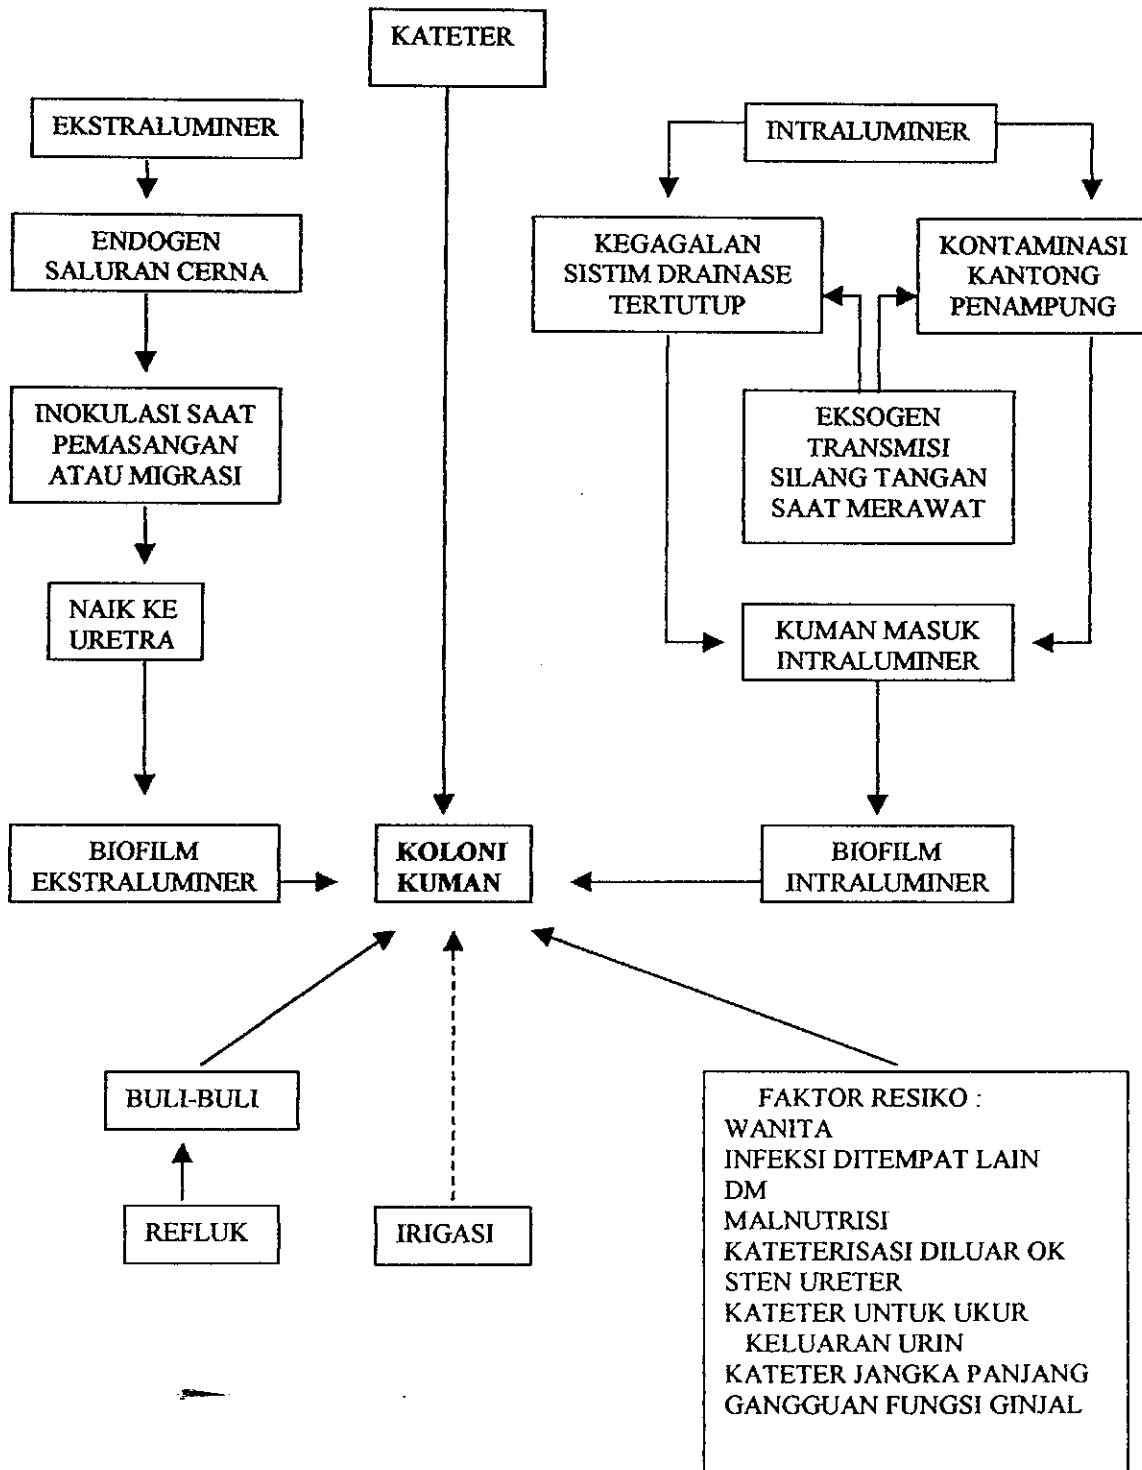 KATETER
EKSTRALUMINER
INTRALUMINER
ENDOGEN
SALURAN CERNA
KEGAGALAN
SISTIM DRAINASE
TERTUTUP
KONTAMINASI
KANTONG
PENAMPUNG
INOKULASI SAAT
PEMASANGAN
ATAU MIGRASI
EKSOGEN
TRANSMISI
SILANG TANGAN
SAAT MERAWAT
NAIK KE
URETRA
KUMAN MASUK
INTRALUMINER
BIOFILM
EKSTRALUMINER
KOLONI
KUMAN
BIOFILM
INTRALUMINER
BULI-BULI
REFLUK
IRIGASI
FAKTOR RESIKO :
WANITA
INFEKSI DITEMPAT LAIN
DM
MALNUTRISI
KATETERISASI DILUAR OK
STEN URETER
KATETER UNTUK UKUR
KELUARAN URIN
KATETER JANGKA PANJANG
GANGGUAN FUNGSI GINJAL